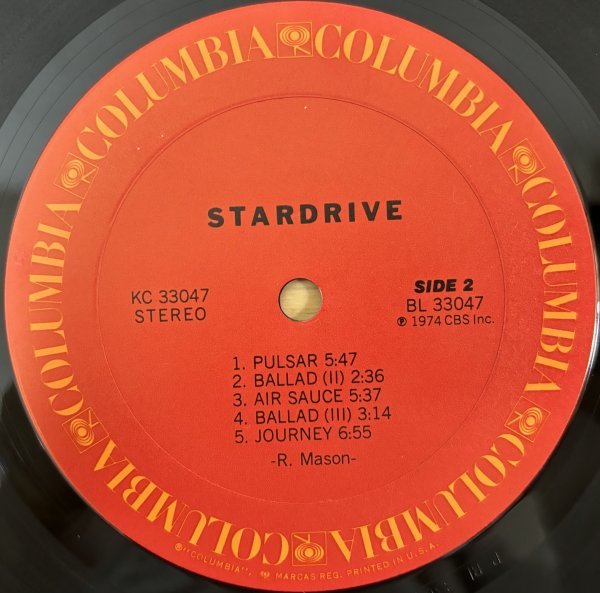 COLUMBIA COLUMBIA COLUMBIA COLUMBIA COLUMBIA COLUMBIA
STARDRIVE
KC 33047
STEREO
SIDE 2
BL 33047
℗ 1974 CBS Inc.
1. PULSAR 5:47
2. BALLAD (II) 2:36
3. AIR SAUCE 5:37
4. BALLAD (III) 3:14
5. JOURNEY 6:55
-R. Mason-
® "COLUMBIA", MARCAS REG. PRINTED IN U.S.A.